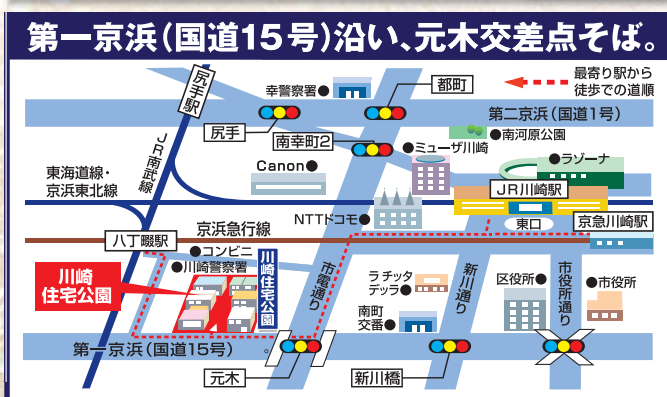 第一京浜(国道15号)沿い、元木交差点そば。
最寄り駅から
徒歩での道順
尻手駅
幸警察署
都町
第二京浜(国道1号)
尻手
南幸町2
南河原公園
ミューザ川崎
ラゾーナ
JR南武線
Canon
東海道線・
京浜東北線
JR川崎駅
NTTドコモ
東口
京急川崎駅
京浜急行線
八丁畷駅
コンビニ
川崎警察署
川崎
住宅公園
川崎住宅公園
市電通り
ラ チッタ
デッラ
新川通り
区役所
市役所通り
市役所
南町
交番
第一京浜(国道15号)
元木
新川橋